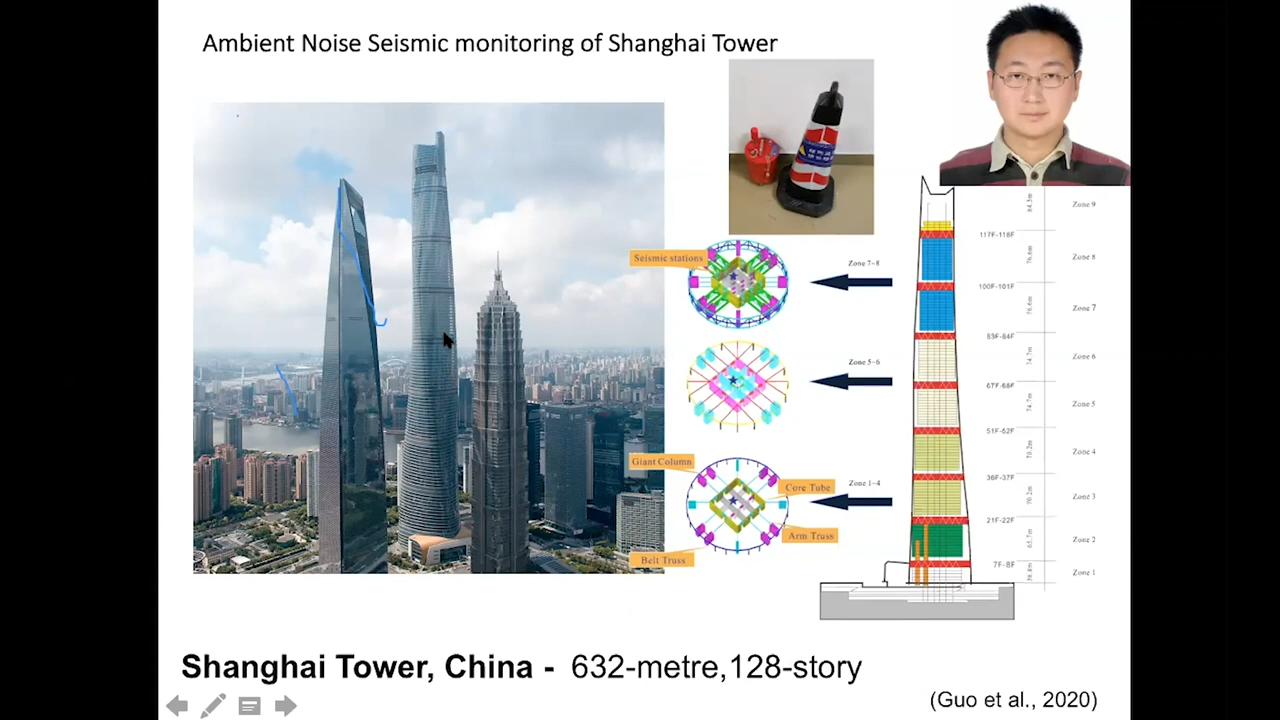 Ambient Noise Seismic monitoring of Shanghai Tower
Seismic stations
Zone 7~8
Zone 5~6
Giant Column
Zone 1~4
Core Tube
Arm Truss
Belt Truss
Zone 9
117F-118F
Zone 8
100F-101F
Zone 7
Zone 6
67F-68F
Zone 5
51F-52F
Zone 4
36F-37F
Zone 3
21F-22F
Zone 2
7F-8F
Zone 1
Shanghai Tower, China - 632-metre,128-story
(Guo et al., 2020)